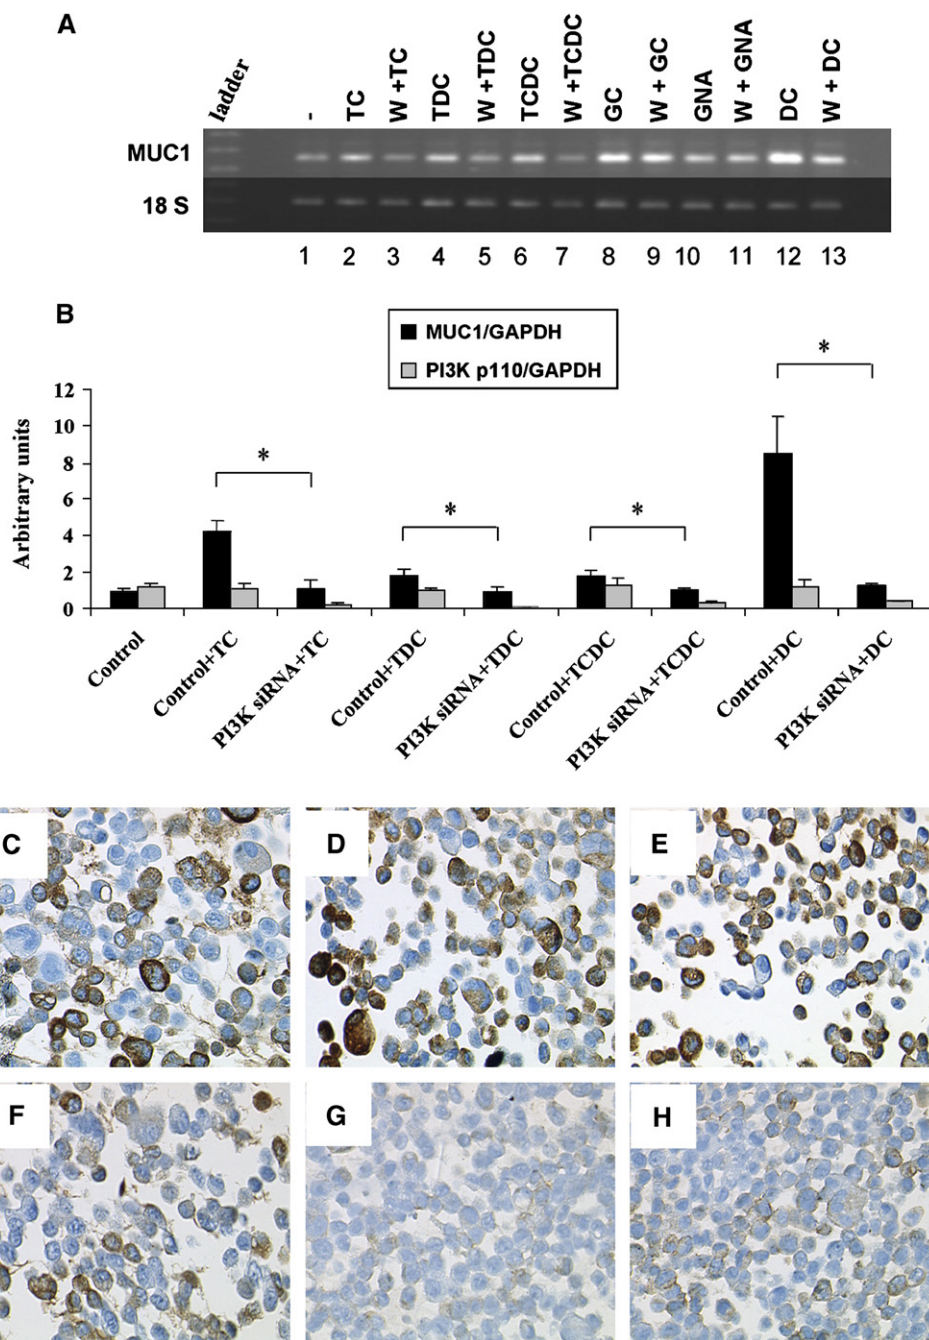 A
ladder
-
TC
W +TC
TDC
W +TDC
TCDC
W +TCDC
GC
W + GC
GNA
W + GNA
DC
W + DC
MUC1
18 S
1 2 3 4 5 6 7 8 9 10 11 12 13
B
MUC1/GAPDH
PI3K p110/GAPDH
Arbitrary units
12
10
8
6
4
2
0
*
*
*
*
Control
Control+TC
PI3K siRNA+TC
Control+TDC
PI3K siRNA+TDC
Control+TCDC
PI3K siRNA+TCDC
Control+DC
PI3K siRNA+DC
C
D
E
F
G
H